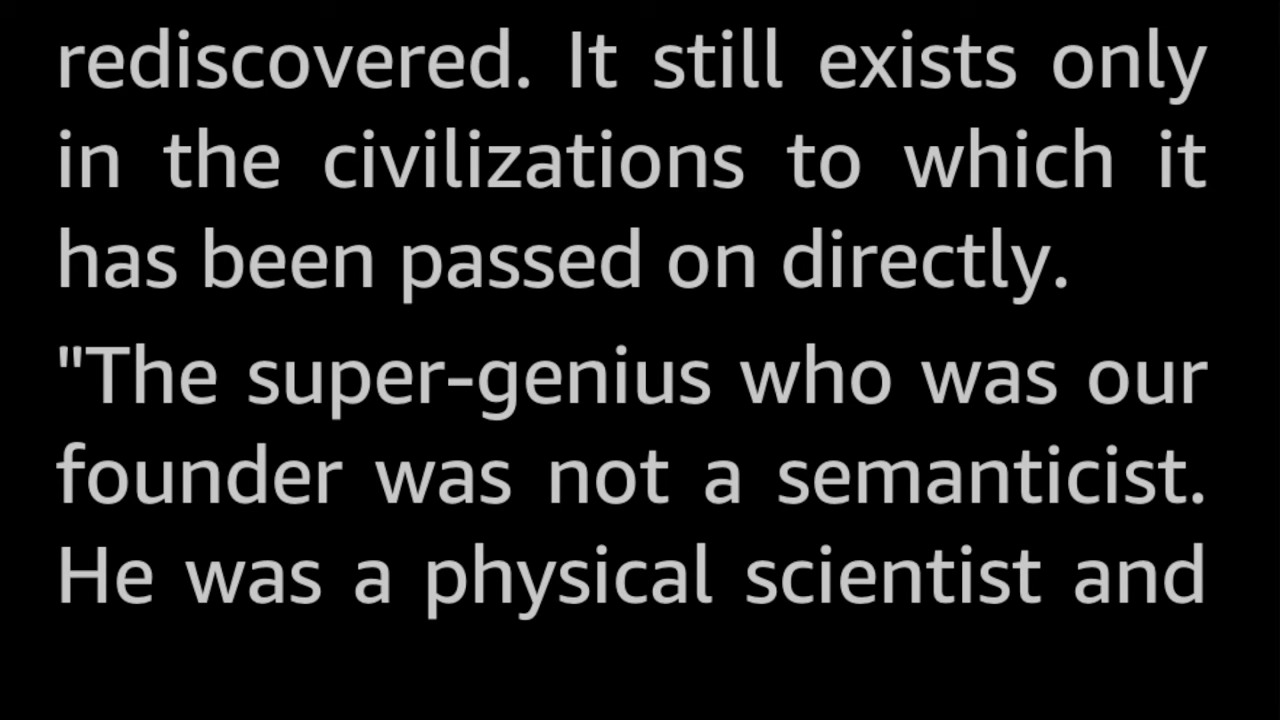 rediscovered. It still exists only
in the civilizations to which it
has been passed on directly.
"The super-genius who was our
founder was not a semanticist.
He was a physical scientist and